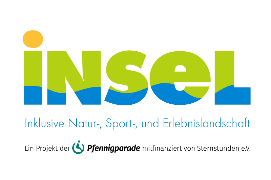 insel
Inklusive Natur-, Sport-, und Erlebnislandschaft
Ein Projekt der Pfennigparade mitfinanziert von Sternstunden e.V.